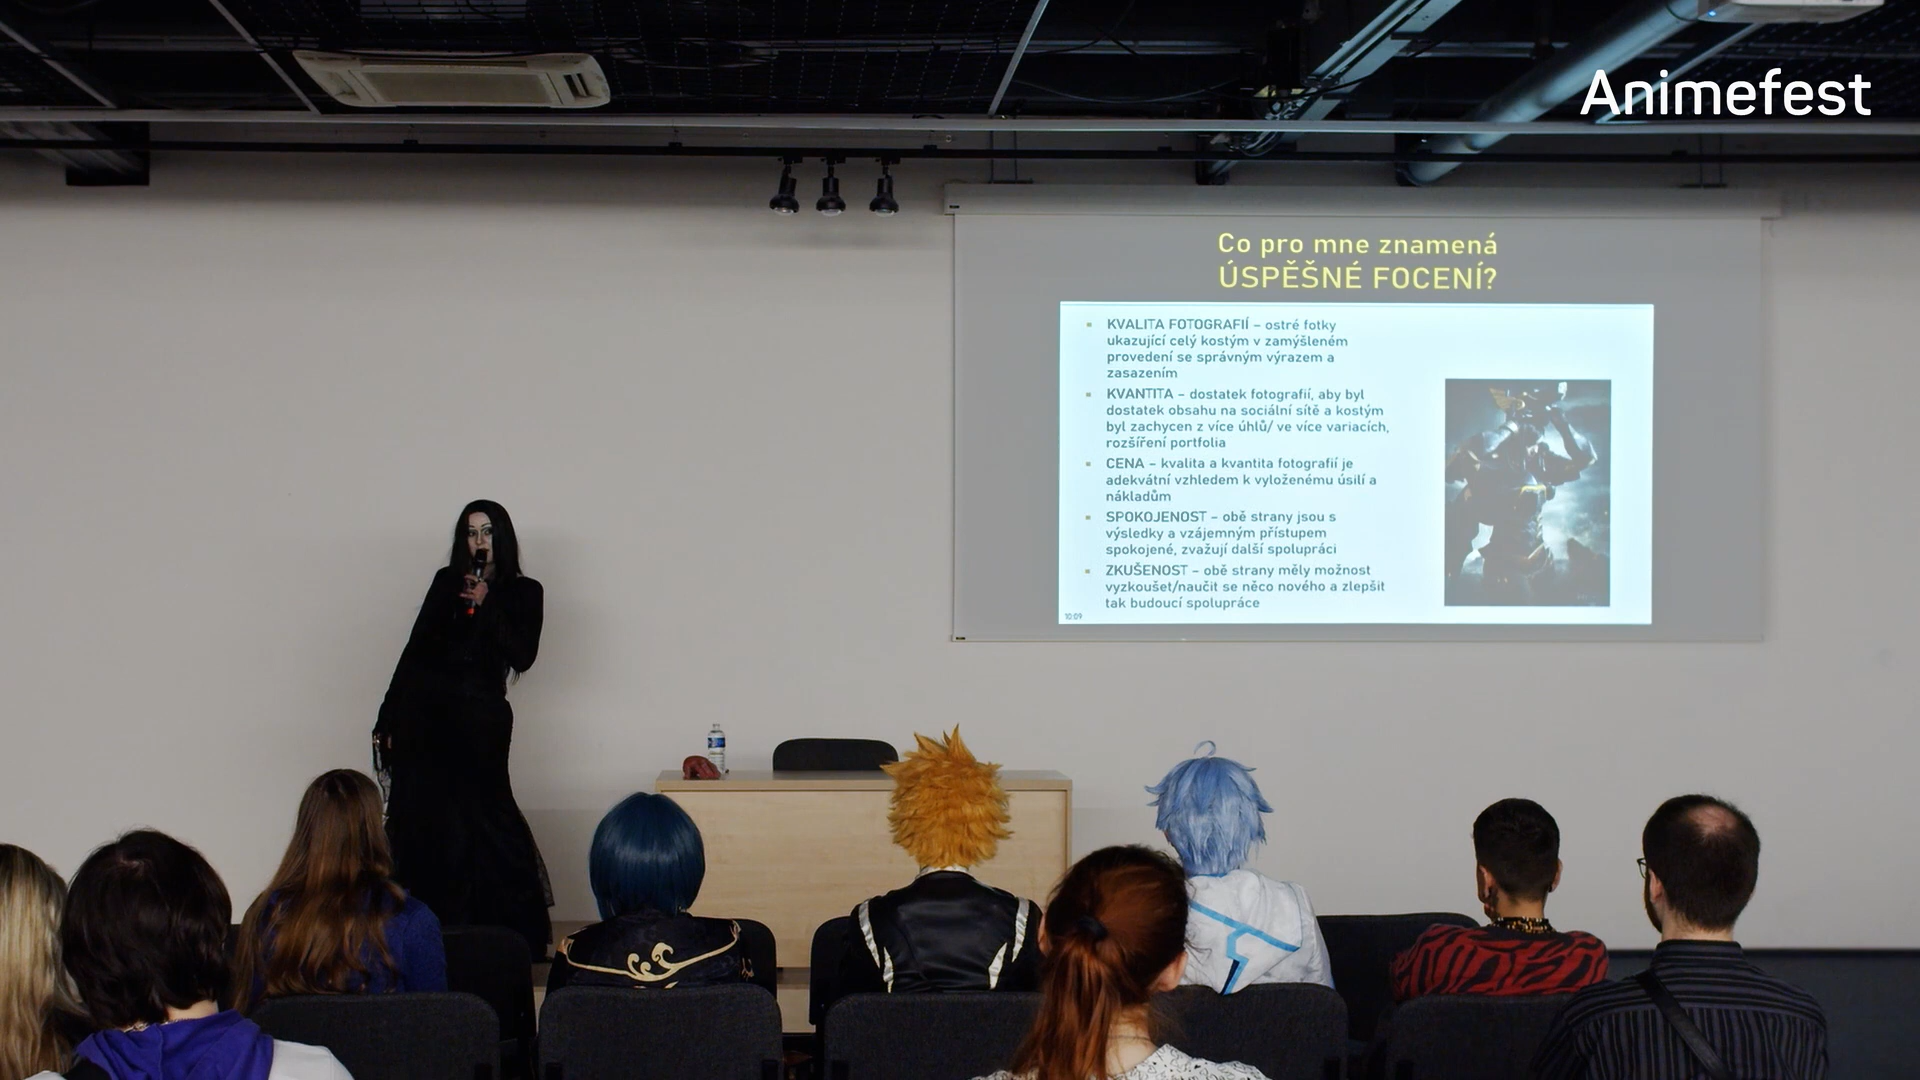 Animefest
Co pro mne znamená
ÚSPĚŠNÉ FOCENÍ?
KVALITA FOTOGRAFIÍ – ostré fotky
ukazující celý kostým v zamýšleném
provedení se správným výrazem a
zasazením
KVANTITA – dostatek fotografií, aby byl
dostatek obsahu na sociální sítě a kostým
byl zachycen z více úhlů/ ve více variacích,
rozšíření portfolia
CENA – kvalita a kvantita fotografií je
adekvátní vzhledem k vyloženému úsilí a
nákladům
SPOKOJENOST – obě strany jsou s
výsledky a vzájemným přístupem
spokojené, zvažují další spolupráci
ZKUŠENOST – obě strany měly možnost
vyzkoušet/naučit se něco nového a zlepšit
tak budoucí spolupráce
10:09